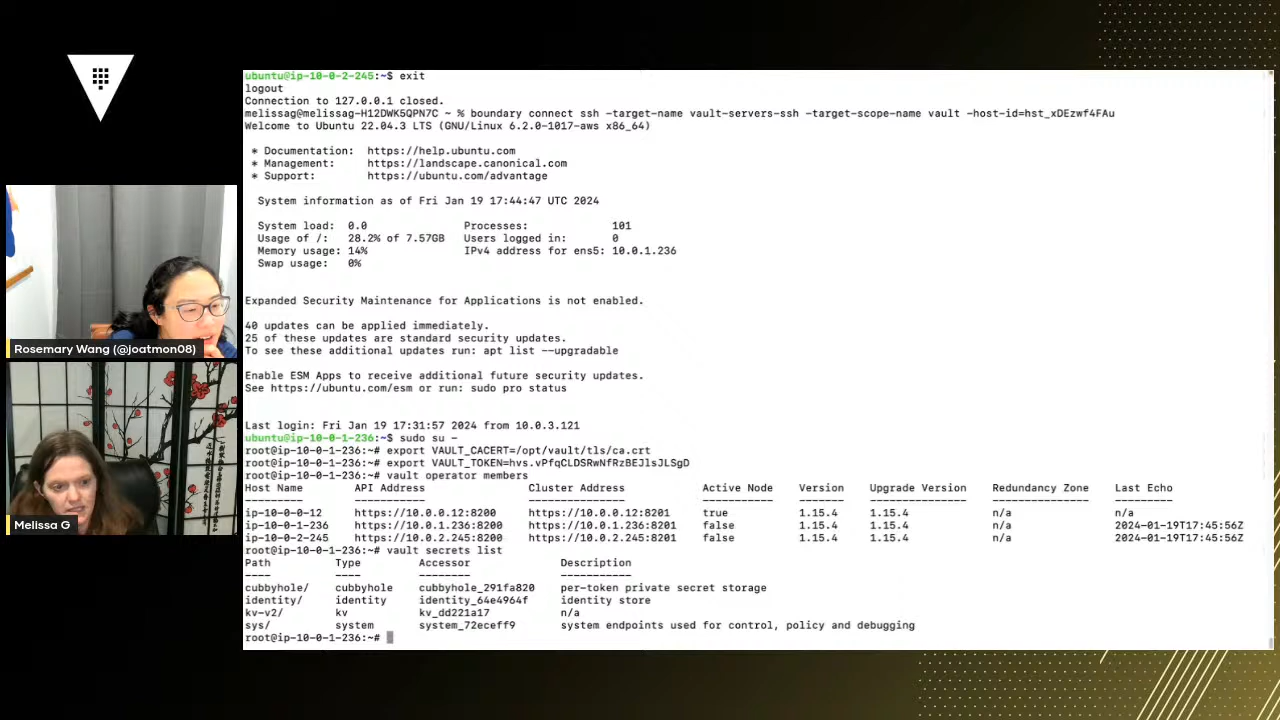 ubuntu@ip-10-0-2-245:~$ exit
logout
Connection to 127.0.0.1 closed.
melissag@melissag-H12DWK5QPN7C ~ % boundary connect ssh -target-name vault-servers-ssh -target-scope-name vault -host-id=hst_xDEzwf4FAu
Welcome to Ubuntu 22.04.3 LTS (GNU/Linux 6.2.0-1017-aws x86_64)
* Documentation: https://help.ubuntu.com
* Management: https://landscape.canonical.com
* Support: https://ubuntu.com/advantage
System information as of Fri Jan 19 17:44:47 UTC 2024
System load: 0.0 Processes: 101
Usage of /: 28.2% of 7.57GB Users logged in: 0
Memory usage: 14% IPv4 address for ens5: 10.0.1.236
Swap usage: 0%
Expanded Security Maintenance for Applications is not enabled.
40 updates can be applied immediately.
25 of these updates are standard security updates.
To see these additional updates run: apt list --upgradable
Enable ESM Apps to receive additional future security updates.
See https://ubuntu.com/esm or run: sudo pro status
Last login: Fri Jan 19 17:31:57 2024 from 10.0.3.121
ubuntu@ip-10-0-1-236:~$ sudo su -
root@ip-10-0-1-236:~# export VAULT_CACERT=/opt/vault/tls/ca.crt
root@ip-10-0-1-236:~# export VAULT_TOKEN=hvs.vPfqCLDSRwNfRzBEJlsJLSgD
root@ip-10-0-1-236:~# vault operator members
Host Name API Address Cluster Address Active Node Version Upgrade Version Redundancy Zone Last Echo
--------- ----------- --------------- ----------- ------- --------------- --------------- ---------
ip-10-0-0-12 https://10.0.0.12:8200 https://10.0.0.12:8201 true 1.15.4 1.15.4 n/a n/a
ip-10-0-1-236 https://10.0.1.236:8200 https://10.0.1.236:8201 false 1.15.4 1.15.4 n/a 2024-01-19T17:45:56Z
ip-10-0-2-245 https://10.0.2.245:8200 https://10.0.2.245:8201 false 1.15.4 1.15.4 n/a 2024-01-19T17:45:56Z
root@ip-10-0-1-236:~# vault secrets list
Path Type Accessor Description
---- ---- -------- -----------
cubbyhole/ cubbyhole cubbyhole_291fa820 per-token private secret storage
identity/ identity identity_64e4964f identity store
kv-v2/ kv kv_dd221a17 n/a
sys/ system system_72eceff9 system endpoints used for control, policy and debugging
root@ip-10-0-1-236:~#
Rosemary Wang (@joatmon08)
Melissa G